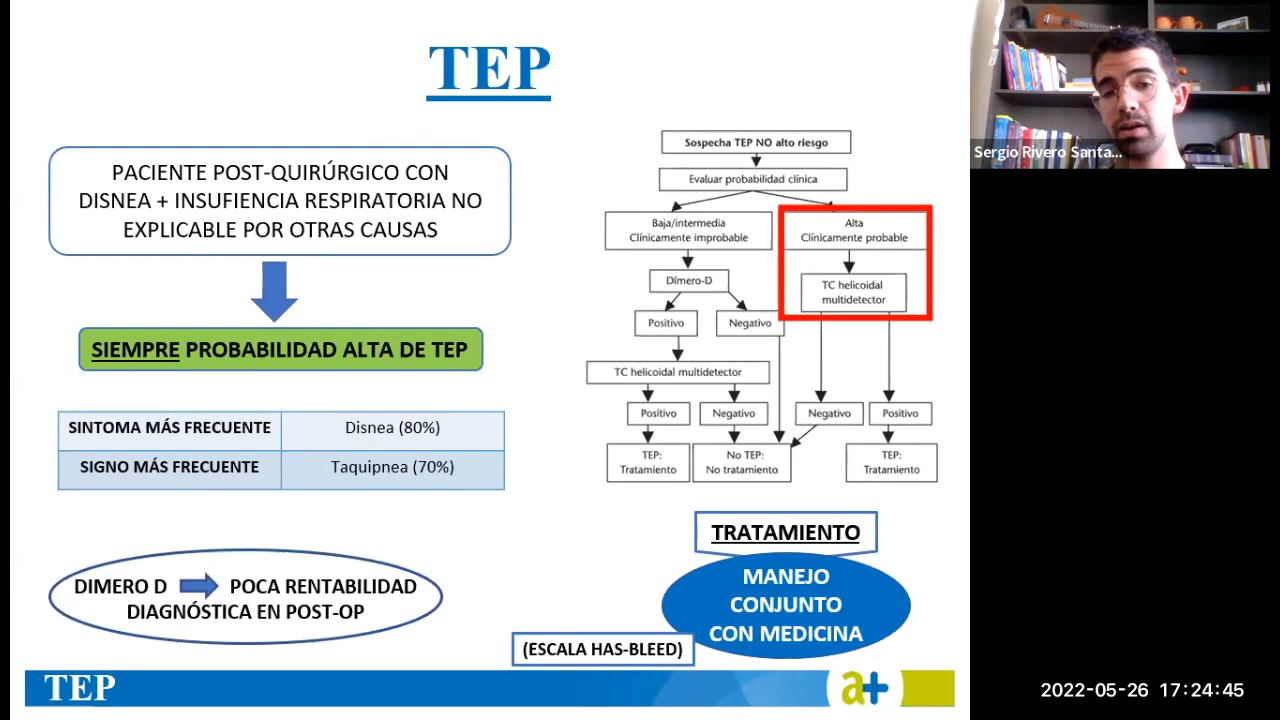 TEP
PACIENTE POST-QUIRÚRGICO CON
DISNEA + INSUFIENCIA RESPIRATORIA NO
EXPLICABLE POR OTRAS CAUSAS
SIEMPRE PROBABILIDAD ALTA DE TEP
SINTOMA MÁS FRECUENTE
Disnea (80%)
SIGNO MÁS FRECUENTE
Taquipnea (70%)
DIMERO D
POCA RENTABILIDAD
DIAGNÓSTICA EN POST-OP
Sospecha TEP NO alto riesgo
Evaluar probabilidad clínica
Baja/intermedia
Clínicamente improbable
Alta
Clínicamente probable
Dímero-D
TC helicoidal
multidetector
Positivo
Negativo
TC helicoidal multidetector
Positivo
Negativo
Negativo
Positivo
TEP:
Tratamiento
No TEP:
No tratamiento
TEP:
Tratamiento
TRATAMIENTO
MANEJO
CONJUNTO
CON MEDICINA
(ESCALA HAS-BLEED)
TEP
a+
Sergio Rivero Santa...
2022-05-26 17:24:45